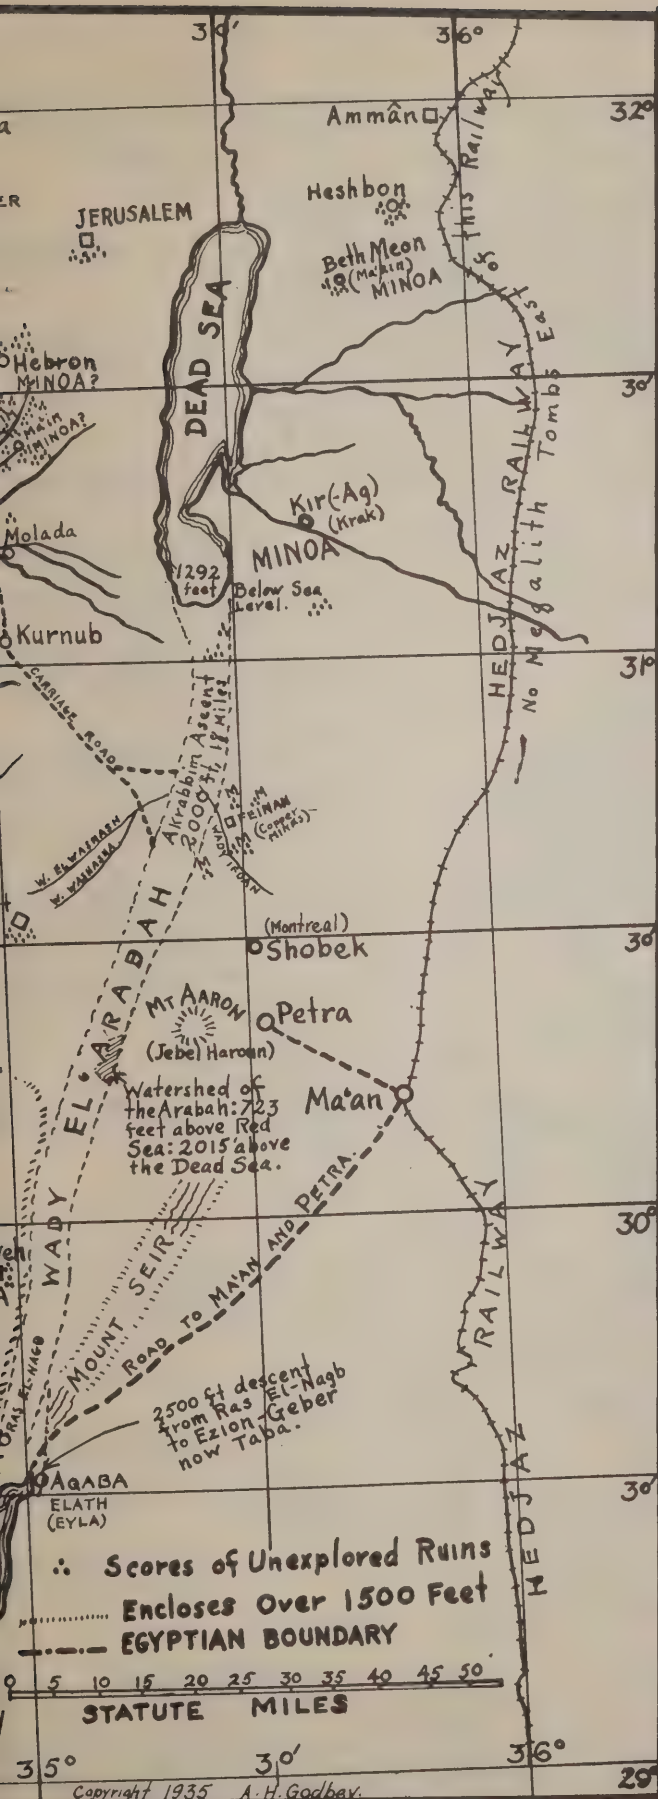 30'
36°
32°
Ammân
JERUSALEM
Heshbon
Beth Meon
(Ma'in)
MINOA
DEAD SEA
Hebron
MINOA?
Main
MINOA?
30'
Molada
Kir(-Ag)
(Krak)
MINOA
1292
feet
Below Sea
Level.
Kurnub
31°
HEDJAZ RAILWAY
No Megalith Tombs East of this Railway
CARRIAGE ROAD
Akrabbim Ascent
2000 ft, 18 Miles
M
M
FEINAN
(Copper
Mines)
M
M
W. EL WASHASH
(Montreal)
Shobek
30'
MT AARON
(Jebel Haroun)
Petra
Ma'an
Watershed of
the Arabah: 723
feet above Red
Sea: 2015 above
the Dead Sea.
WADY EL 'ARABAH
30°
MOUNT SEIR
ROAD TO MA'AN AND PETRA.
RAS EL-NAGB
2500 ft descent
from Ras El-Nagb
to Ezion-Geber
now Taba.
HEDJAZ RAILWAY
30'
AQABA
ELATH
(EYLA)
Scores of Unexplored Ruins
Encloses Over 1500 Feet
EGYPTIAN BOUNDARY
0 5 10 15 20 25 30 35 40 45 50
STATUTE MILES
35°
30'
36°
29°
Copyright 1935 A.H. Godbey.